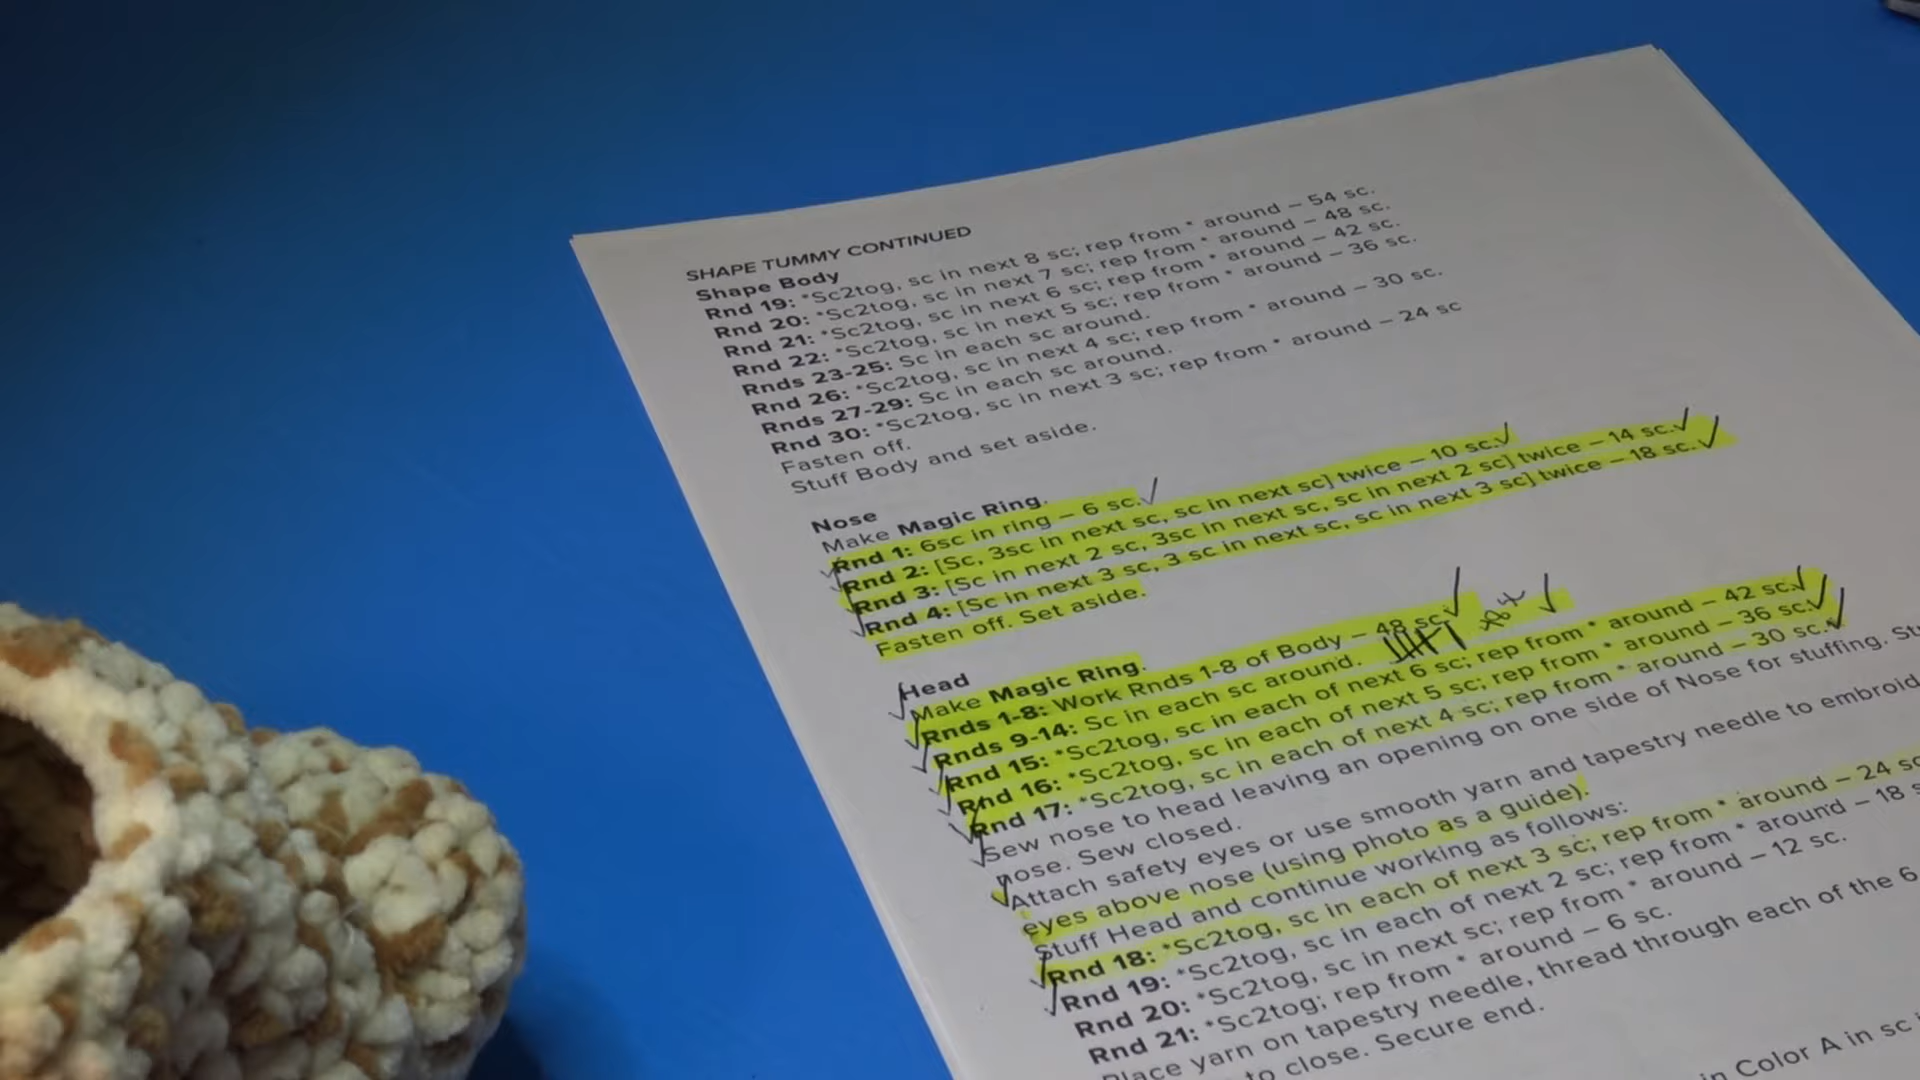 SHAPE TUMMY CONTINUED
Shape Body
Rnd 19: *Sc2tog, sc in next 8 sc; rep from * around – 54 sc.
Rnd 20: *Sc2tog, sc in next 7 sc; rep from * around – 48 sc.
Rnd 21: *Sc2tog, sc in next 6 sc; rep from * around – 42 sc.
Rnd 22: *Sc2tog, sc in next 5 sc; rep from * around – 36 sc.
Rnds 23-25: Sc in each sc around.
Rnd 26: *Sc2tog, sc in next 4 sc; rep from * around – 30 sc.
Rnds 27-29: Sc in each sc around.
Rnd 30: *Sc2tog, sc in next 3 sc; rep from * around – 24 sc
Fasten off.
Stuff Body and set aside.
Nose
Make Magic Ring.
Rnd 1: 6sc in ring – 6 sc.
Rnd 2: [Sc, 3sc in next sc, sc in next sc] twice – 10 sc.
Rnd 3: [Sc in next 2 sc, 3sc in next sc, sc in next 2 sc] twice – 14 sc.
Rnd 4: [Sc in next 3 sc, 3 sc in next sc, sc in next 3 sc] twice – 18 sc.
Fasten off. Set aside.
Head
Make Magic Ring.
Rnds 1-8: Work Rnds 1-8 of Body – 48 sc.
Rnds 9-14: Sc in each sc around.
Rnd 15: *Sc2tog, sc in each of next 6 sc; rep from * around – 42 sc.
Rnd 16: *Sc2tog, sc in each of next 5 sc; rep from * around – 36 sc.
Rnd 17: *Sc2tog, sc in each of next 4 sc; rep from * around – 30 sc.
Sew nose to head leaving an opening on one side of Nose for stuffing. Stu
nose. Sew closed.
Attach safety eyes or use smooth yarn and tapestry needle to embroid
eyes above nose (using photo as a guide).
Stuff Head and continue working as follows:
Rnd 18: *Sc2tog, sc in each of next 3 sc; rep from * around – 24 sc
Rnd 19: *Sc2tog, sc in each of next 2 sc; rep from * around – 18 s
Rnd 20: *Sc2tog, sc in next sc; rep from * around – 12 sc.
Rnd 21: *Sc2tog; rep from * around – 6 sc.
Place yarn on tapestry needle, thread through each of the 6
to close. Secure end.
in Color A in sc